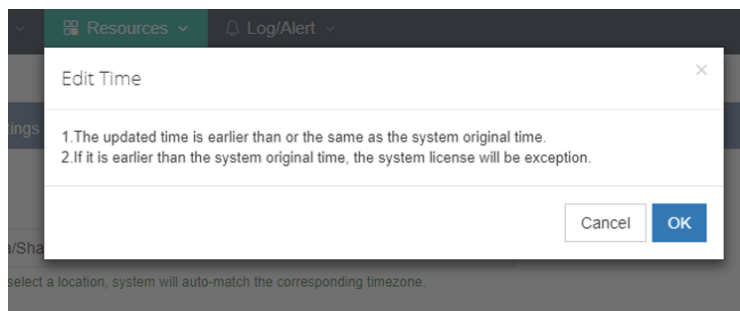 Resources
Log/Alert
Edit Time
×
tings
1.The updated time is earlier than or the same as the system original time.
2.If it is earlier than the system original time, the system license will be exception.
Cancel
OK
a/Sha
select a location, system will auto-match the corresponding timezone.